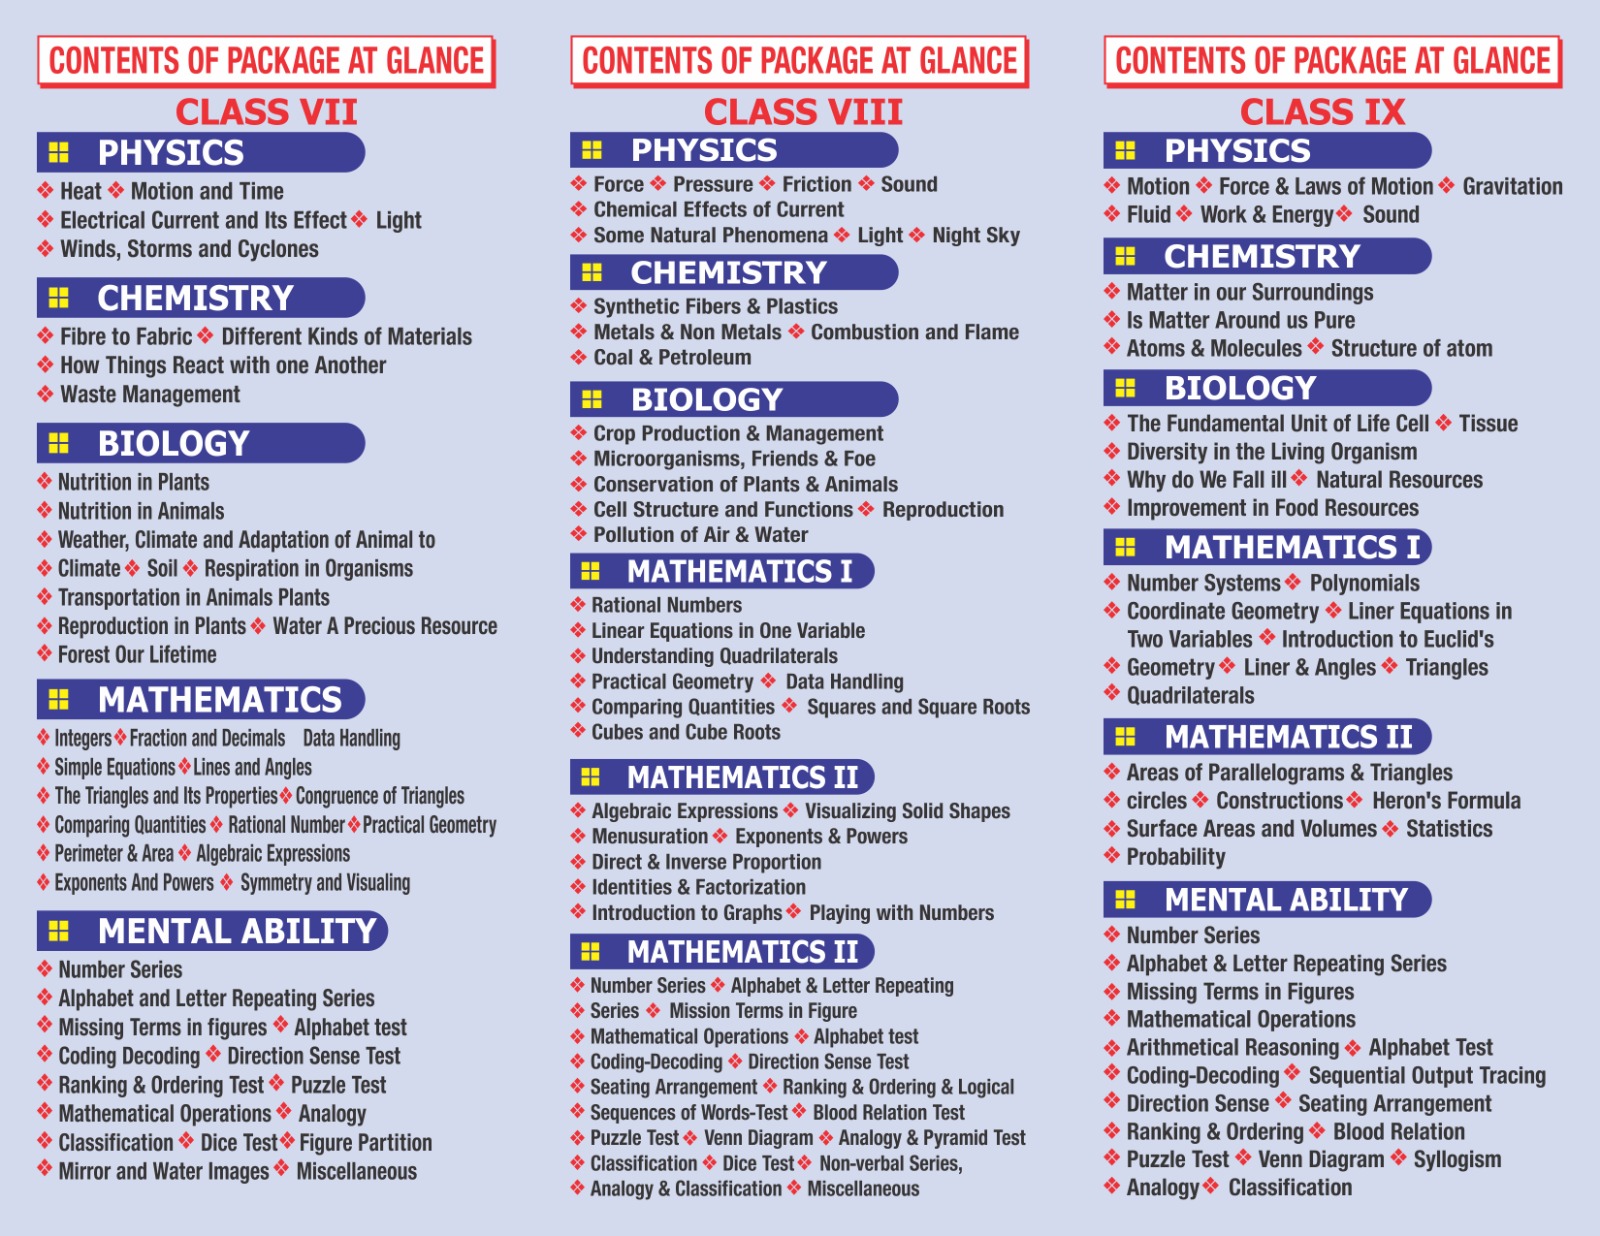 CONTENTS OF PACKAGE AT GLANCE
CLASS VII
PHYSICS
❖ Heat ❖ Motion and Time
❖ Electrical Current and Its Effect ❖ Light
❖ Winds, Storms and Cyclones
CHEMISTRY
❖ Fibre to Fabric ❖ Different Kinds of Materials
❖ How Things React with one Another
❖ Waste Management
BIOLOGY
❖ Nutrition in Plants
❖ Nutrition in Animals
❖ Weather, Climate and Adaptation of Animal to
❖ Climate ❖ Soil ❖ Respiration in Organisms
❖ Transportation in Animals Plants
❖ Reproduction in Plants ❖ Water A Precious Resource
❖ Forest Our Lifetime
MATHEMATICS
❖ Integers ❖ Fraction and Decimals Data Handling
❖ Simple Equations ❖ Lines and Angles
❖ The Triangles and Its Properties ❖ Congruence of Triangles
❖ Comparing Quantities ❖ Rational Number ❖ Practical Geometry
❖ Perimeter & Area ❖ Algebraic Expressions
❖ Exponents And Powers ❖ Symmetry and Visualing
MENTAL ABILITY
❖ Number Series
❖ Alphabet and Letter Repeating Series
❖ Missing Terms in figures ❖ Alphabet test
❖ Coding Decoding ❖ Direction Sense Test
❖ Ranking & Ordering Test ❖ Puzzle Test
❖ Mathematical Operations ❖ Analogy
❖ Classification ❖ Dice Test ❖ Figure Partition
❖ Mirror and Water Images ❖ Miscellaneous
CONTENTS OF PACKAGE AT GLANCE
CLASS VIII
PHYSICS
❖ Force ❖ Pressure ❖ Friction ❖ Sound
❖ Chemical Effects of Current
❖ Some Natural Phenomena ❖ Light ❖ Night Sky
CHEMISTRY
❖ Synthetic Fibers & Plastics
❖ Metals & Non Metals ❖ Combustion and Flame
❖ Coal & Petroleum
BIOLOGY
❖ Crop Production & Management
❖ Microorganisms, Friends & Foe
❖ Conservation of Plants & Animals
❖ Cell Structure and Functions ❖ Reproduction
❖ Pollution of Air & Water
MATHEMATICS I
❖ Rational Numbers
❖ Linear Equations in One Variable
❖ Understanding Quadrilaterals
❖ Practical Geometry ❖ Data Handling
❖ Comparing Quantities ❖ Squares and Square Roots
❖ Cubes and Cube Roots
MATHEMATICS II
❖ Algebraic Expressions ❖ Visualizing Solid Shapes
❖ Menusuration ❖ Exponents & Powers
❖ Direct & Inverse Proportion
❖ Identities & Factorization
❖ Introduction to Graphs ❖ Playing with Numbers
MATHEMATICS II
❖ Number Series ❖ Alphabet & Letter Repeating
❖ Series ❖ Mission Terms in Figure
❖ Mathematical Operations ❖ Alphabet test
❖ Coding-Decoding ❖ Direction Sense Test
❖ Seating Arrangement ❖ Ranking & Ordering & Logical
❖ Sequences of Words-Test ❖ Blood Relation Test
❖ Puzzle Test ❖ Venn Diagram ❖ Analogy & Pyramid Test
❖ Classification ❖ Dice Test ❖ Non-verbal Series,
❖ Analogy & Classification ❖ Miscellaneous
CONTENTS OF PACKAGE AT GLANCE
CLASS IX
PHYSICS
❖ Motion ❖ Force & Laws of Motion ❖ Gravitation
❖ Fluid ❖ Work & Energy ❖ Sound
CHEMISTRY
❖ Matter in our Surroundings
❖ Is Matter Around us Pure
❖ Atoms & Molecules ❖ Structure of atom
BIOLOGY
❖ The Fundamental Unit of Life Cell ❖ Tissue
❖ Diversity in the Living Organism
❖ Why do We Fall ill ❖ Natural Resources
❖ Improvement in Food Resources
MATHEMATICS I
❖ Number Systems ❖ Polynomials
❖ Coordinate Geometry ❖ Liner Equations in
Two Variables ❖ Introduction to Euclid's
❖ Geometry ❖ Liner & Angles ❖ Triangles
❖ Quadrilaterals
MATHEMATICS II
❖ Areas of Parallelograms & Triangles
❖ circles ❖ Constructions ❖ Heron's Formula
❖ Surface Areas and Volumes ❖ Statistics
❖ Probability
MENTAL ABILITY
❖ Number Series
❖ Alphabet & Letter Repeating Series
❖ Missing Terms in Figures
❖ Mathematical Operations
❖ Arithmetical Reasoning ❖ Alphabet Test
❖ Coding-Decoding ❖ Sequential Output Tracing
❖ Direction Sense ❖ Seating Arrangement
❖ Ranking & Ordering ❖ Blood Relation
❖ Puzzle Test ❖ Venn Diagram ❖ Syllogism
❖ Analogy ❖ Classification